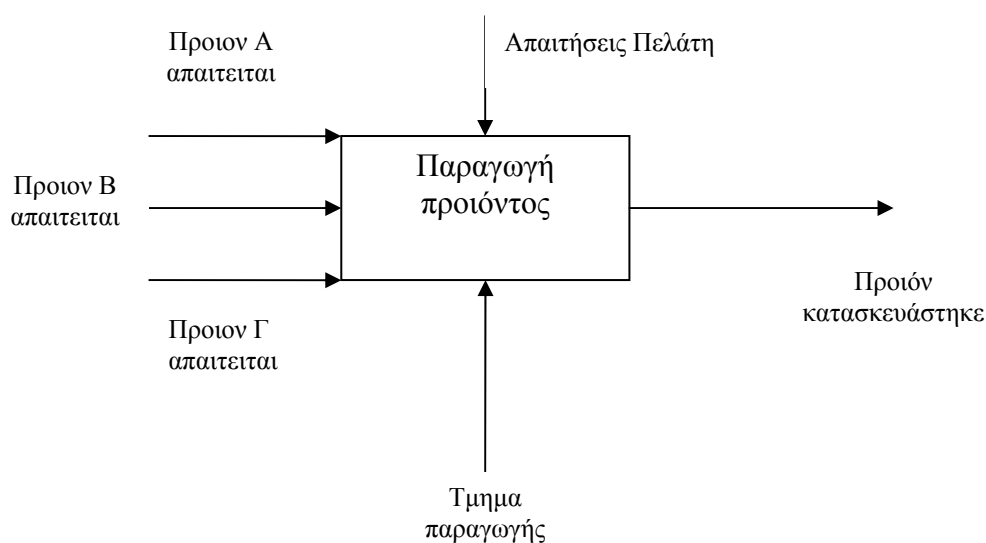 Προιον Α
απαιτειται
Απαιτήσεις Πελάτη
Προιον Β
απαιτειται
Παραγωγή
προιόντος
Προιον Γ
απαιτειται
Προιόν
κατασκευάστηκε
Τμημα
παραγωγής